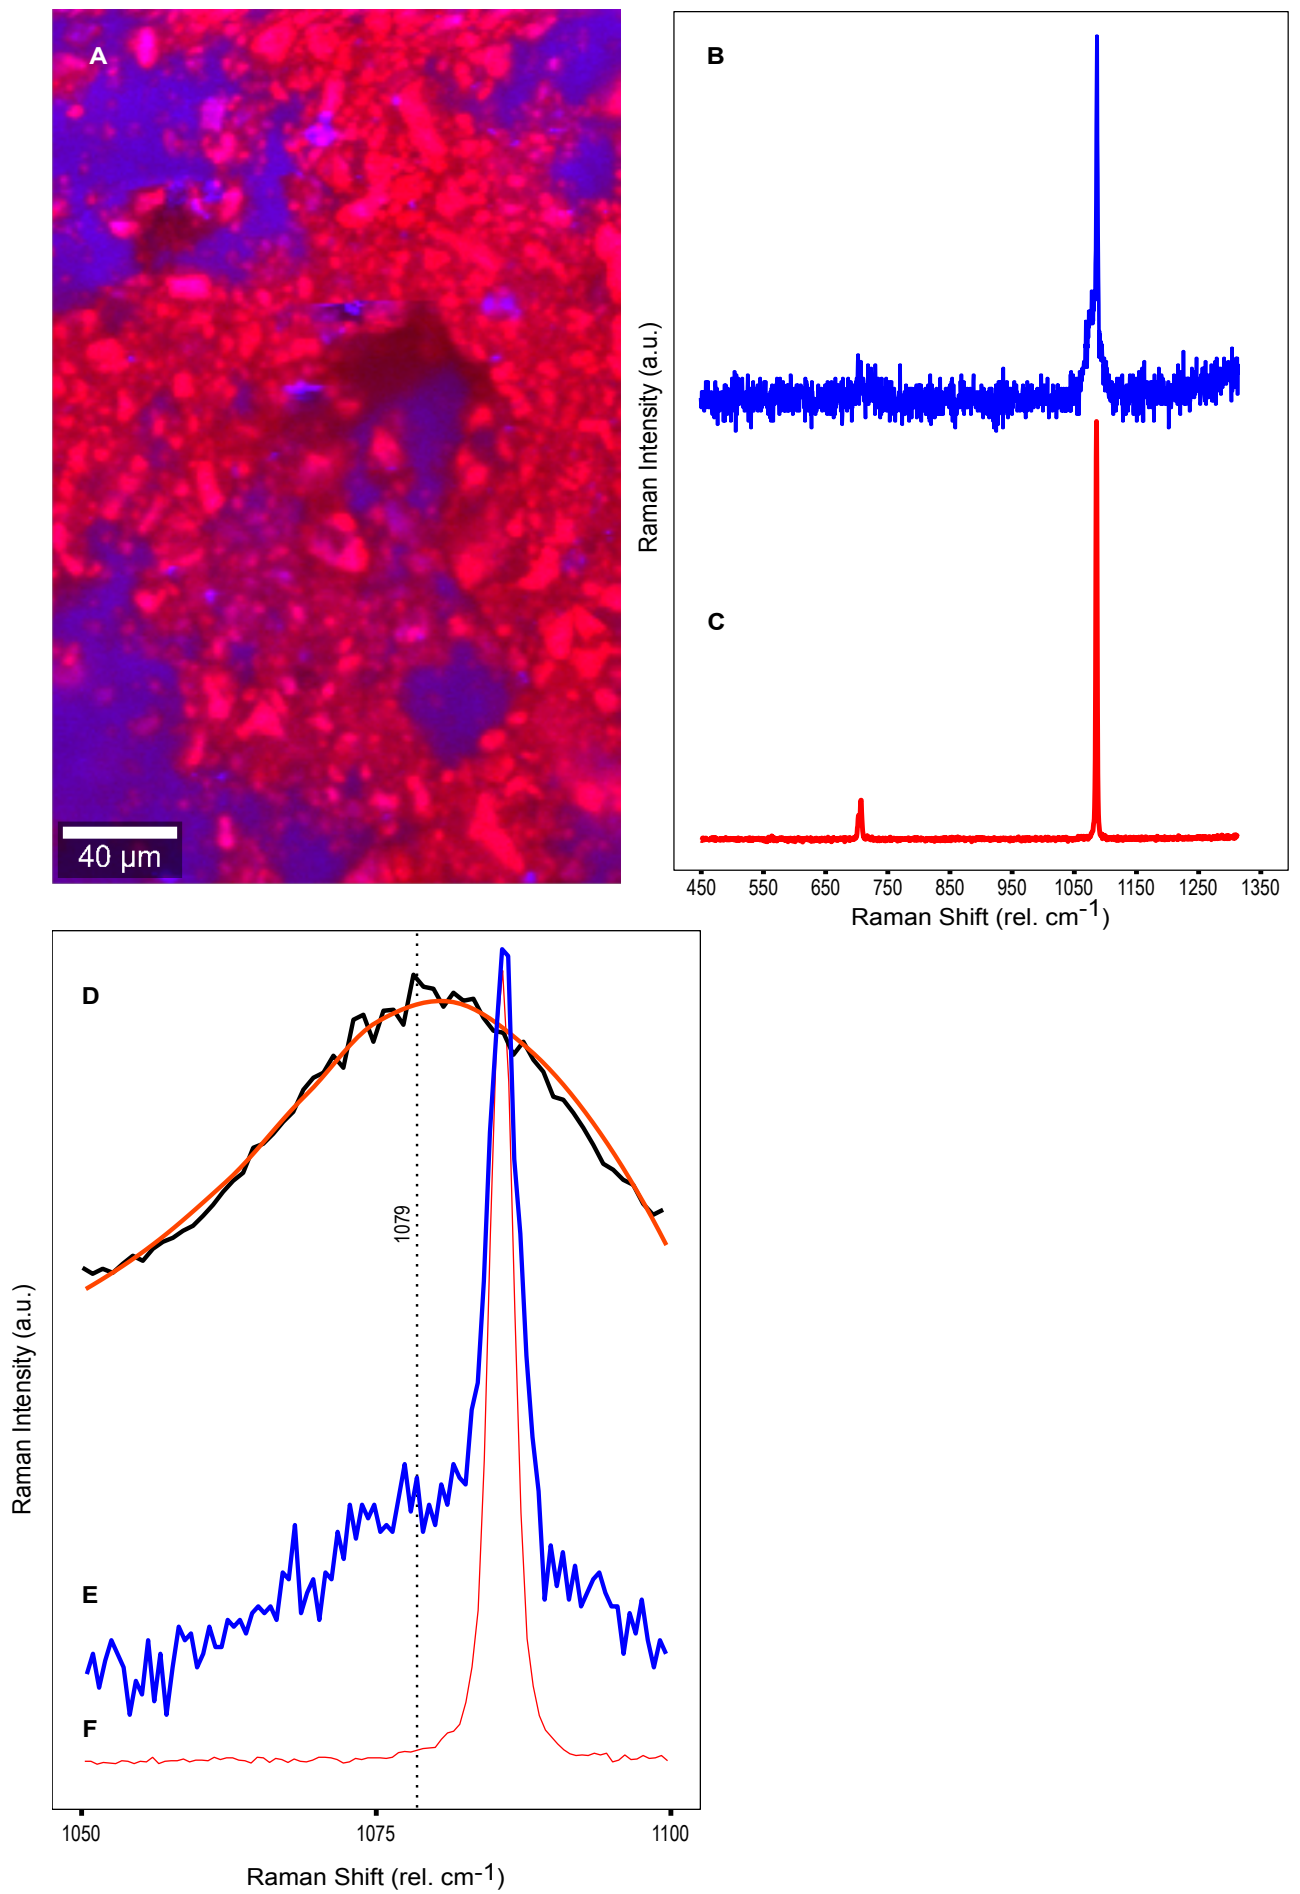 A
40 µm
B
C
Raman Intensity (a.u.)
450 550 650 750 850 950 1050 1150 1250 1350
Raman Shift (rel. cm-1)
D
1079
E
F
Raman Intensity (a.u.)
1050 1075 1100
Raman Shift (rel. cm-1)